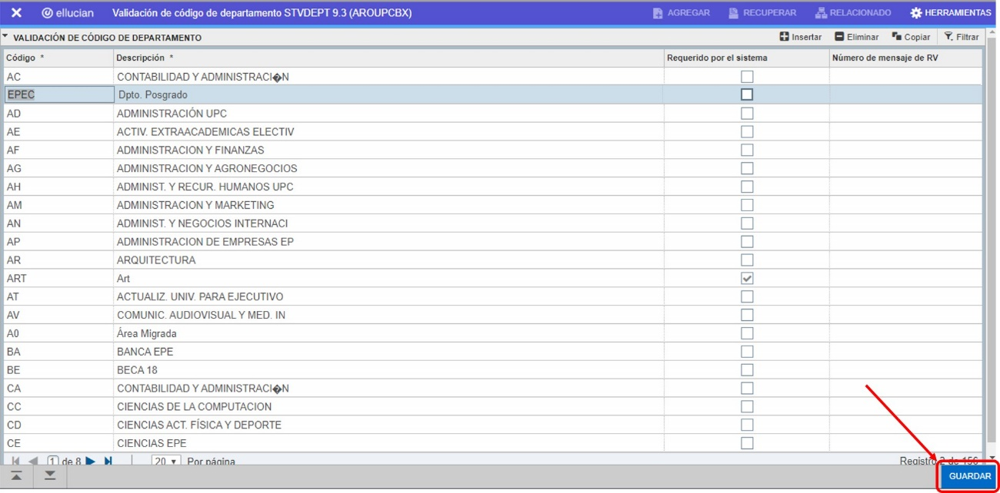 ellucian Validación de código de departamento STVDEPT 9.3 (AROUPCBX) AGREGAR RECUPERAR RELACIONADO HERRAMIENTAS
VALIDACIÓN DE CÓDIGO DE DEPARTAMENTO Insertar Eliminar Copiar Filtrar
Código * Descripción * Requerido por el sistema Número de mensaje de RV
AC CONTABILIDAD Y ADMINISTRACI�N
EPEC Dpto. Posgrado
AD ADMINISTRACIÓN UPC
AE ACTIV. EXTRAACADEMICAS ELECTIV
AF ADMINISTRACION Y FINANZAS
AG ADMINISTRACION Y AGRONEGOCIOS
AH ADMINIST. Y RECUR. HUMANOS UPC
AM ADMINISTRACION Y MARKETING
AN ADMINIST. Y NEGOCIOS INTERNACI
AP ADMINISTRACION DE EMPRESAS EP
AR ARQUITECTURA
ART Art
AT ACTUALIZ. UNIV. PARA EJECUTIVO
AV COMUNIC. AUDIOVISUAL Y MED. IN
A0 Área Migrada
BA BANCA EPE
BE BECA 18
CA CONTABILIDAD Y ADMINISTRACI�N
CC CIENCIAS DE LA COMPUTACION
CD CIENCIAS ACT. FÍSICA Y DEPORTE
CE CIENCIAS EPE
1 de 8 20 Por página Registro 2 de 156
GUARDAR